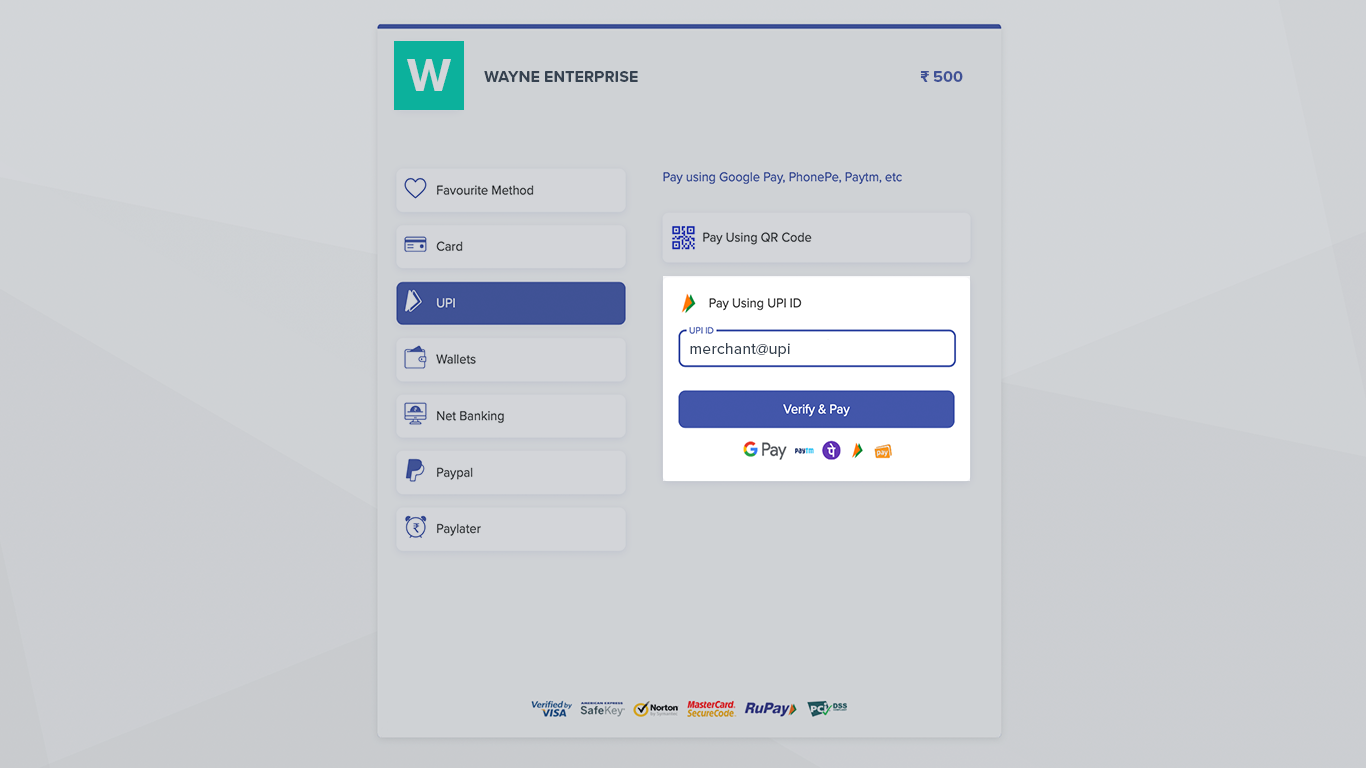 W
WAYNE ENTERPRISE
₹ 500
Favourite Method
Card
UPI
Wallets
Net Banking
Paypal
Paylater
Pay using Google Pay, PhonePe, Paytm, etc
Pay Using QR Code
Pay Using UPI ID
UPI ID
merchant@upi
Verify & Pay
G Pay paytm पे pay
Verified by VISA
AMERICAN EXPRESS SafeKey
Norton
MasterCard. SecureCode.
RuPay
PCI DSS